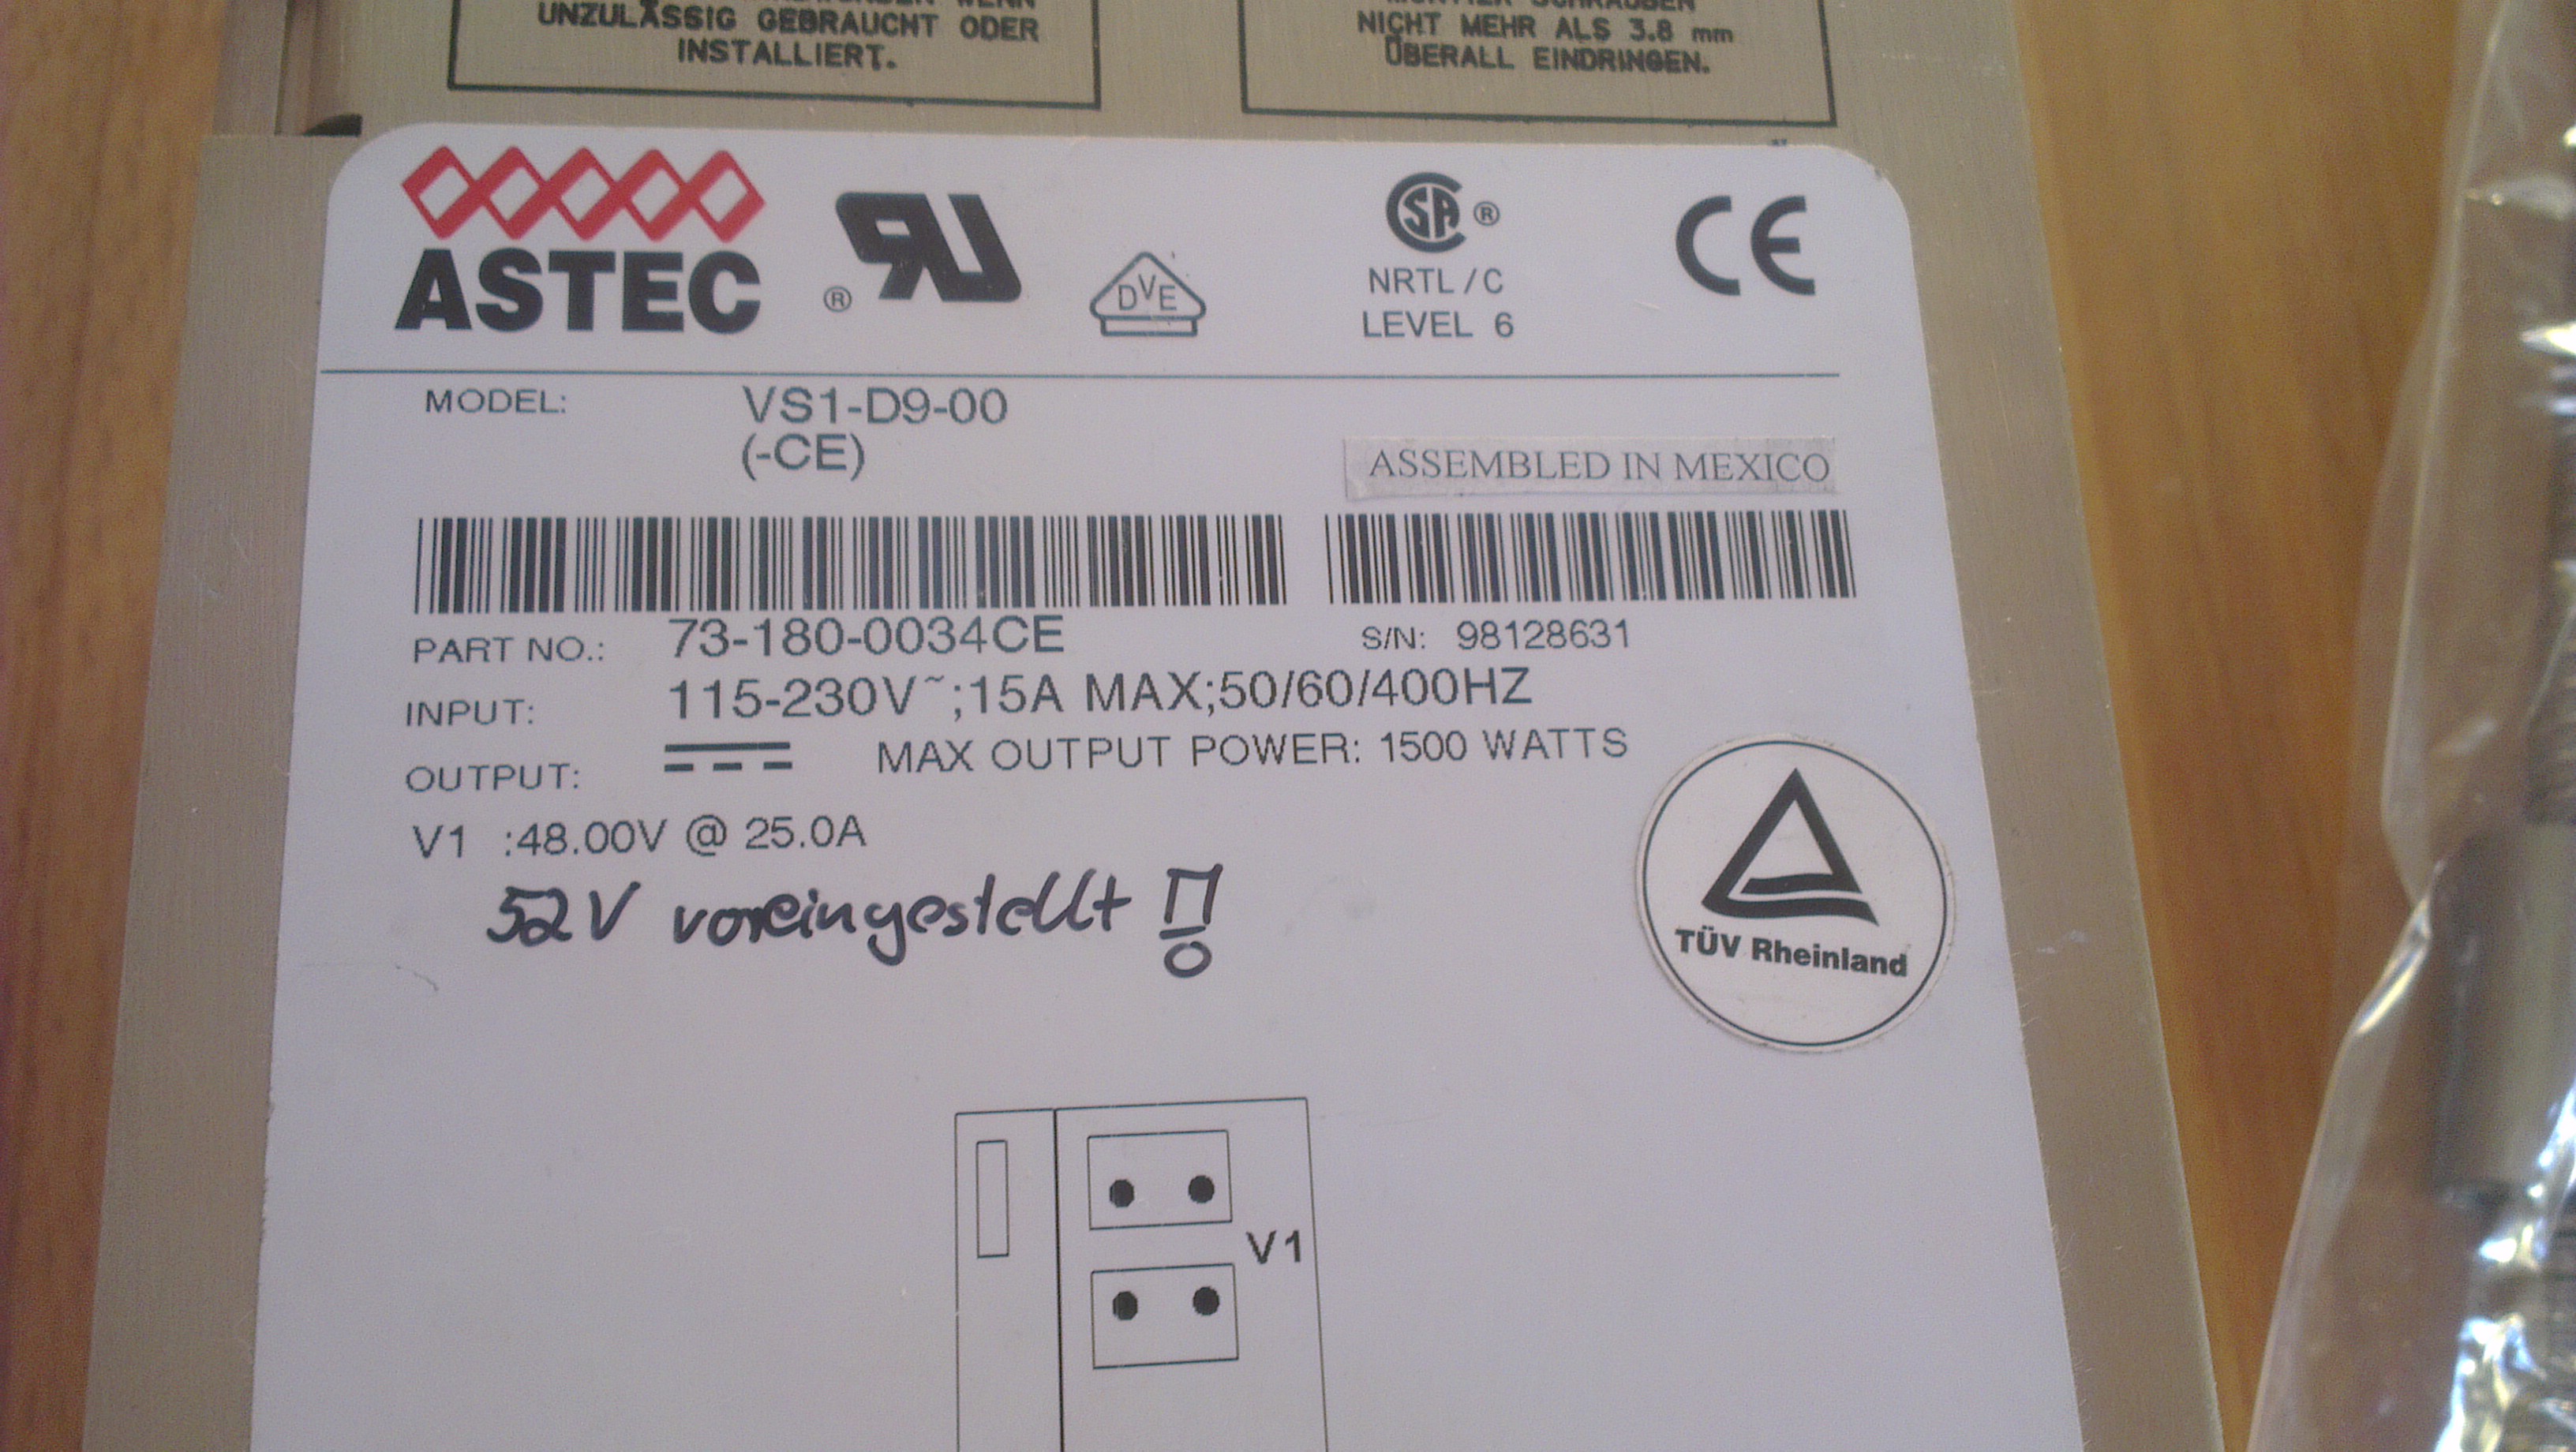 UNZULÄSSIG GEBRAUCHT ODER
INSTALLIERT.
NICHT MEHR ALS 3.8 mm
ÜBERALL EINDRINGEN.
ASTEC
®
DVE
SA ®
NRTL/C
LEVEL 6
CE
MODEL: VS1-D9-00
(-CE)
ASSEMBLED IN MEXICO
PART NO.: 73-180-0034CE
S/N: 98128631
INPUT: 115-230V~;15A MAX;50/60/400HZ
OUTPUT: MAX OUTPUT POWER: 1500 WATTS
V1 :48.00V @ 25.0A
52V voreingestellt !
TÜV Rheinland
V1